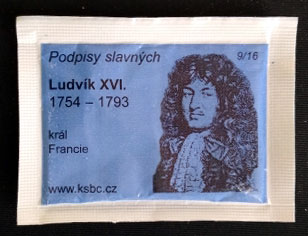 Podpisy slavných 9/16
Ludvík XVI.
1754 – 1793
král
Francie
www.ksbc.cz